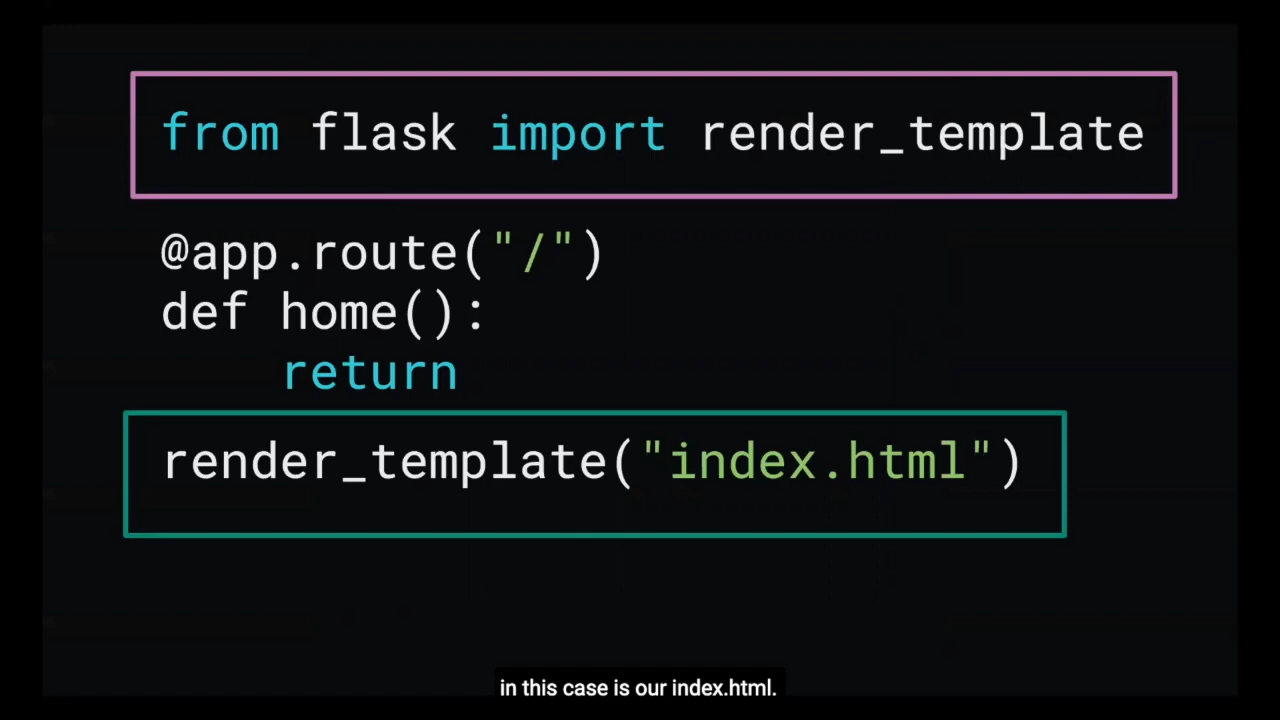 from flask import render_template
@app.route("/")
def home():
    return
render_template("index.html")
in this case is our index.html.